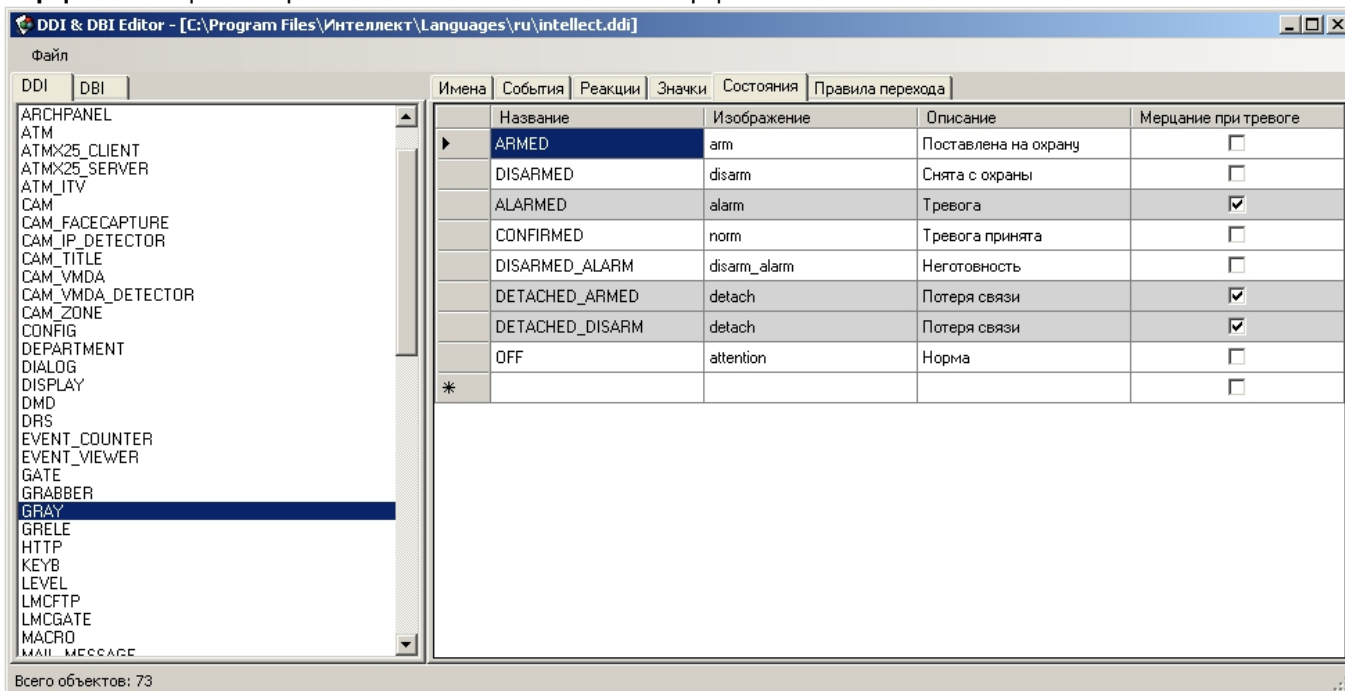 DDI & DBI Editor - [C:\Program Files\Интеллект\Languages\ru\intellect.ddi]
Файл
DDI DBI
Имена События Реакции Значки Состояния Правила перехода
ARCHPANEL
ATM
ATMX25_CLIENT
ATMX25_SERVER
ATM_ITV
CAM
CAM_FACECAPTURE
CAM_IP_DETECTOR
CAM_TITLE
CAM_VMDA
CAM_VMDA_DETECTOR
CAM_ZONE
CONFIG
DEPARTMENT
DIALOG
DISPLAY
DMD
DRS
EVENT_COUNTER
EVENT_VIEWER
GATE
GRABBER
GRAY
GRELE
HTTP
KEYB
LEVEL
LMCFTP
LMCGATE
MACRO
MAIL_MESSAGE
Название Изображение Описание Мерцание при тревоге
ARMED arm Поставлена на охрану
DISARMED disarm Снята с охраны
ALARMED alarm Тревога
CONFIRMED norm Тревога принята
DISARMED_ALARM disarm_alarm Неготовность
DETACHED_ARMED detach Потеря связи
DETACHED_DISARM detach Потеря связи
OFF attention Норма
Всего объектов: 73